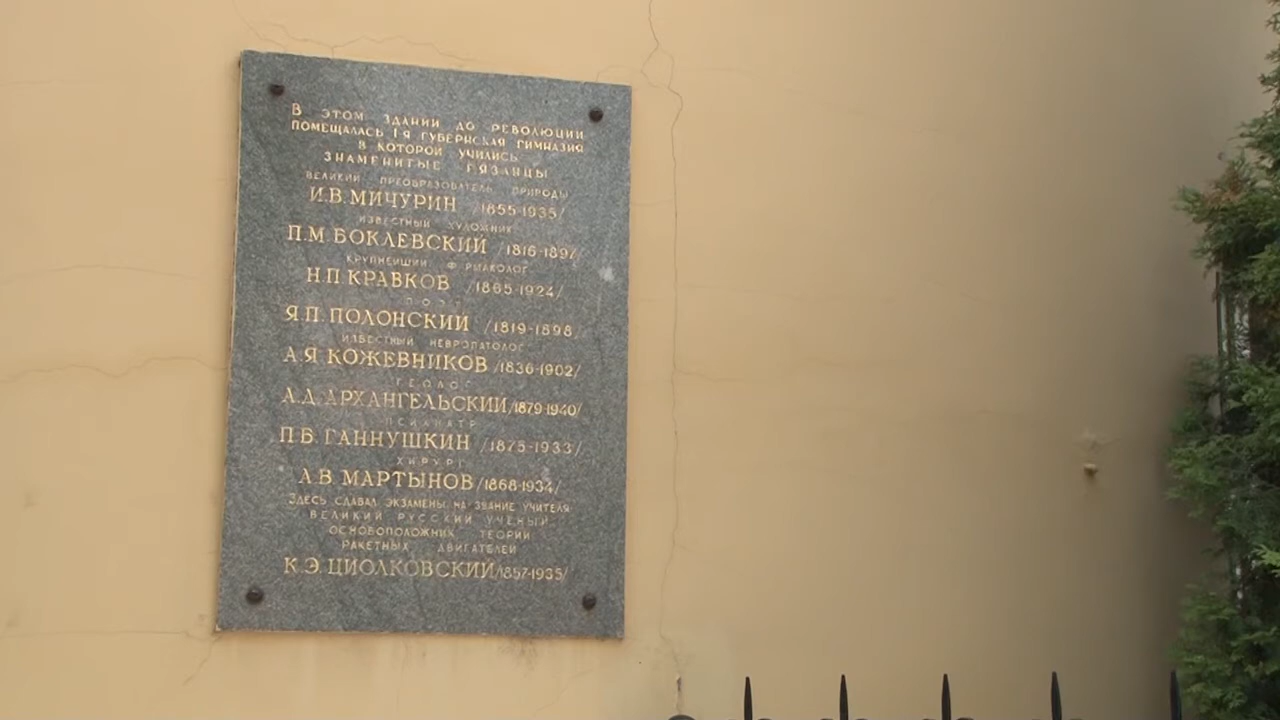 В ЭТОМ ЗДАНИИ ДО РЕВОЛЮЦИИ
ПОМЕЩАЛАСЬ 1-Я ГУБЕРНСКАЯ ГИМНАЗИЯ
В КОТОРОЙ УЧИЛИСЬ
ЗНАМЕНИТЫЕ РЯЗАНЦЫ
ВЕЛИКИЙ ПРЕОБРАЗОВАТЕЛЬ ПРИРОДЫ
И.В. МИЧУРИН /1855-1935/
ИЗВЕСТНЫЙ ХУДОЖНИК
П.М БОКЛЕВСКИЙ /1816-1897/
КРУПНЕЙШИЙ Ф РМАКОЛОГ
Н.П КРАВКОВ /1865-1924/
ПОЭТ
Я.П. ПОЛОНСКИЙ /1819-1898/
ИЗВЕСТНЫЙ НЕВРОПАТОЛОГ
А.Я КОЖЕВНИКОВ /1836-1902/
ГЕОЛОГ
А.Д. АРХАНГЕЛЬСКИЙ /1879-1940/
ПСИХИАТР
П.Б. ГАННУШКИН /1875-1933/
ХИРУРГ
А.В МАРТЫНОВ /1868-1934/
ЗДЕСЬ СДАВАЛ ЭКЗАМЕНЫ НА ЗВАНИЕ УЧИТЕЛЯ
ВЕЛИКИЙ РУССКИЙ УЧЕНЫЙ
ОСНОВОПОЛОЖНИК ТЕОРИИ
РАКЕТНЫХ ДВИГАТЕЛЕЙ
К.Э. ЦИОЛКОВСКИЙ /1857-1935/